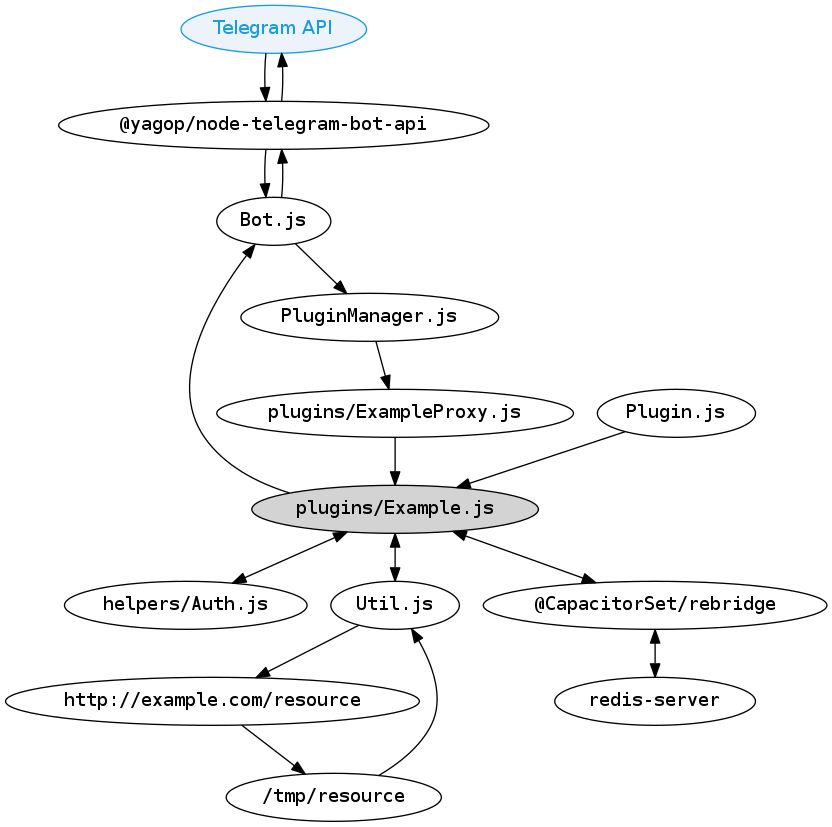 Telegram API
@yagop/node-telegram-bot-api
Bot.js
PluginManager.js
plugins/ExampleProxy.js
Plugin.js
plugins/Example.js
helpers/Auth.js
Util.js
@CapacitorSet/rebridge
http://example.com/resource
redis-server
/tmp/resource